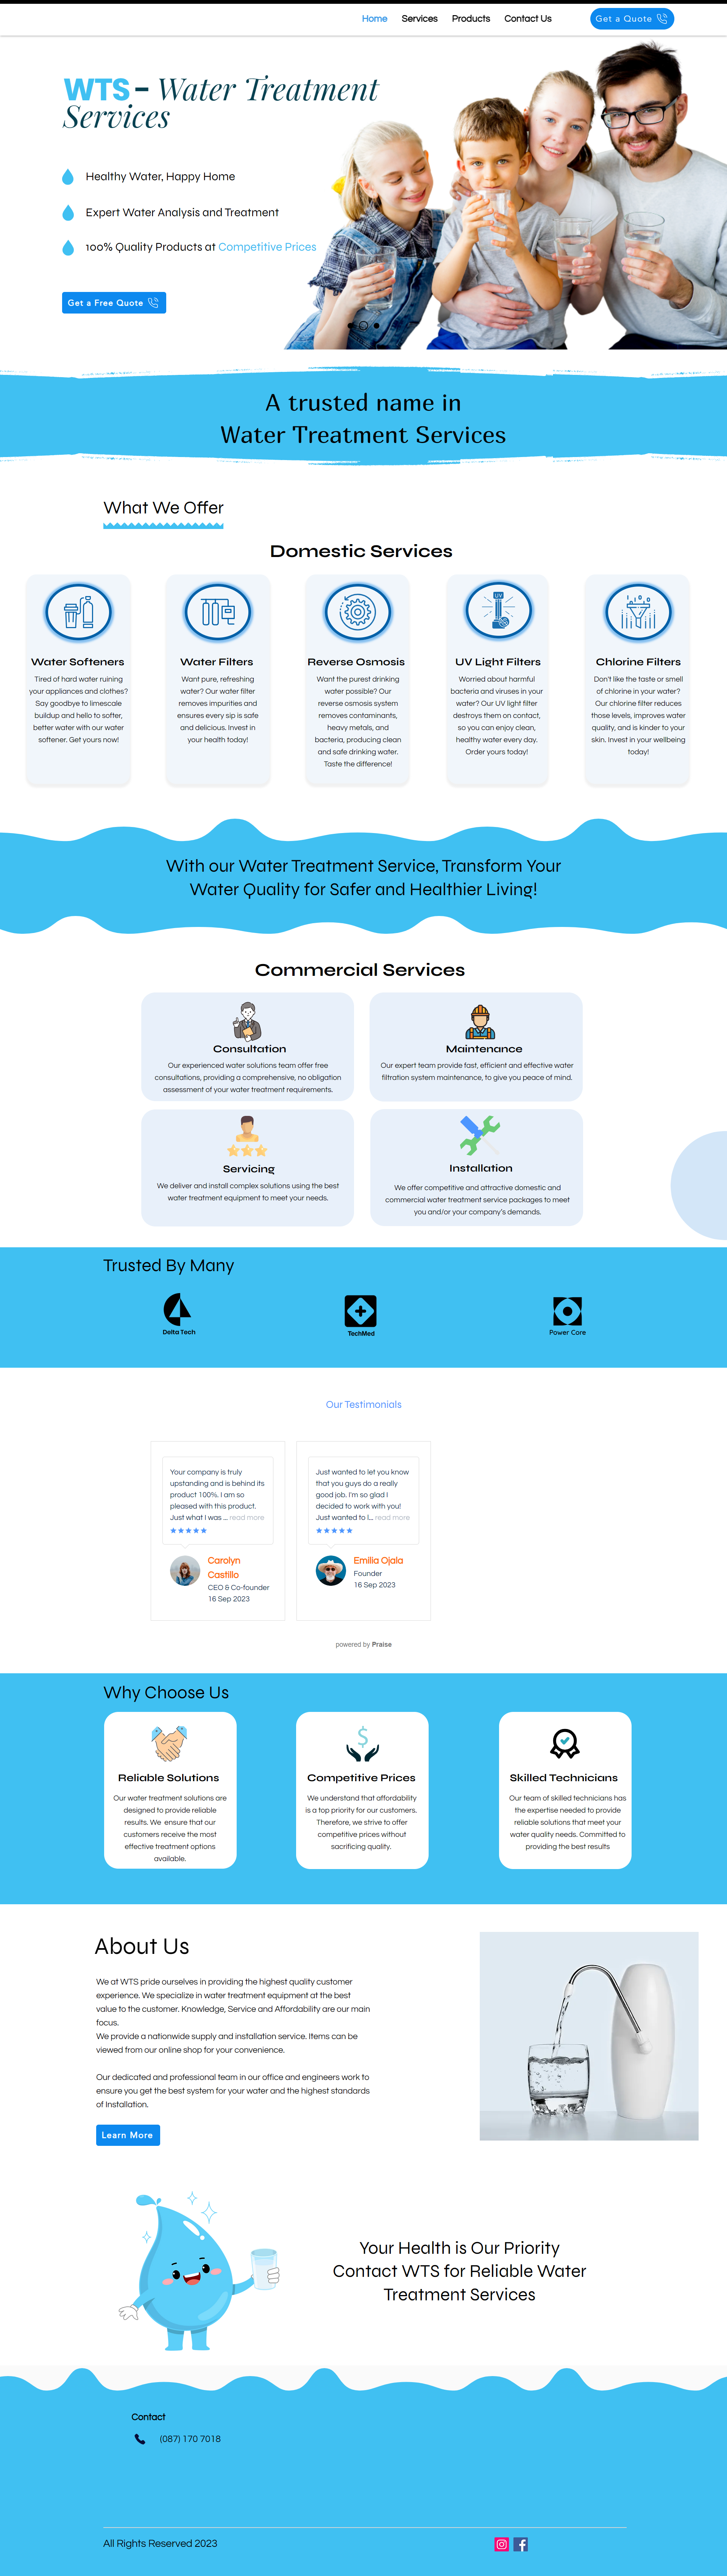 Home Services Products Contact Us Get a Quote
WTS - Water Treatment
Services
Healthy Water, Happy Home
Expert Water Analysis and Treatment
100% Quality Products at Competitive Prices
Get a Free Quote
A trusted name in
Water Treatment Services
What We Offer
Domestic Services
Water Softeners
Tired of hard water ruining
your appliances and clothes?
Say goodbye to limescale
buildup and hello to softer,
better water with our water
softener. Get yours now!
Water Filters
Want pure, refreshing
water? Our water filter
removes impurities and
ensures every sip is safe
and delicious. Invest in
your health today!
Reverse Osmosis
Want the purest drinking
water possible? Our
reverse osmosis system
removes contaminants,
heavy metals, and
bacteria, producing clean
and safe drinking water.
Taste the difference!
UV
UV Light Filters
Worried about harmful
bacteria and viruses in your
water? Our UV light filter
destroys them on contact,
so you can enjoy clean,
healthy water every day.
Order yours today!
Chlorine Filters
Don't like the taste or smell
of chlorine in your water?
Our chlorine filter reduces
those levels, improves water
quality, and is kinder to your
skin. Invest in your wellbeing
today!
With our Water Treatment Service, Transform Your
Water Quality for Safer and Healthier Living!
Commercial Services
Consultation
Our experienced water solutions team offer free
consultations, providing a comprehensive, no obligation
assessment of your water treatment requirements.
Maintenance
Our expert team provide fast, efficient and effective water
filtration system maintenance, to give you peace of mind.
Servicing
We deliver and install complex solutions using the best
water treatment equipment to meet your needs.
Installation
We offer competitive and attractive domestic and
commercial water treatment service packages to meet
you and/or your company's demands.
Trusted By Many
Delta Tech
TechMed
Power Core
Our Testimonials
Your company is truly
upstanding and is behind its
product 100%. I am so
pleased with this product.
Just what I was ... read more
Carolyn
Castillo
CEO & Co-founder
16 Sep 2023
Just wanted to let you know
that you guys do a really
good job. I'm so glad I
decided to work with you!
Just wanted to l... read more
Emilia Ojala
Founder
16 Sep 2023
powered by Praise
Why Choose Us
Reliable Solutions
Our water treatment solutions are
designed to provide reliable
results. We ensure that our
customers receive the most
effective treatment options
available.
Competitive Prices
We understand that affordability
is a top priority for our customers.
Therefore, we strive to offer
competitive prices without
sacrificing quality.
Skilled Technicians
Our team of skilled technicians has
the expertise needed to provide
reliable solutions that meet your
water quality needs. Committed to
providing the best results
About Us
We at WTS pride ourselves in providing the highest quality customer
experience. We specialize in water treatment equipment at the best
value to the customer. Knowledge, Service and Affordability are our main
focus.
We provide a nationwide supply and installation service. Items can be
viewed from our online shop for your convenience.
Our dedicated and professional team in our office and engineers work to
ensure you get the best system for your water and the highest standards
of Installation.
Learn More
Your Health is Our Priority
Contact WTS for Reliable Water
Treatment Services
Contact
(087) 170 7018
All Rights Reserved 2023